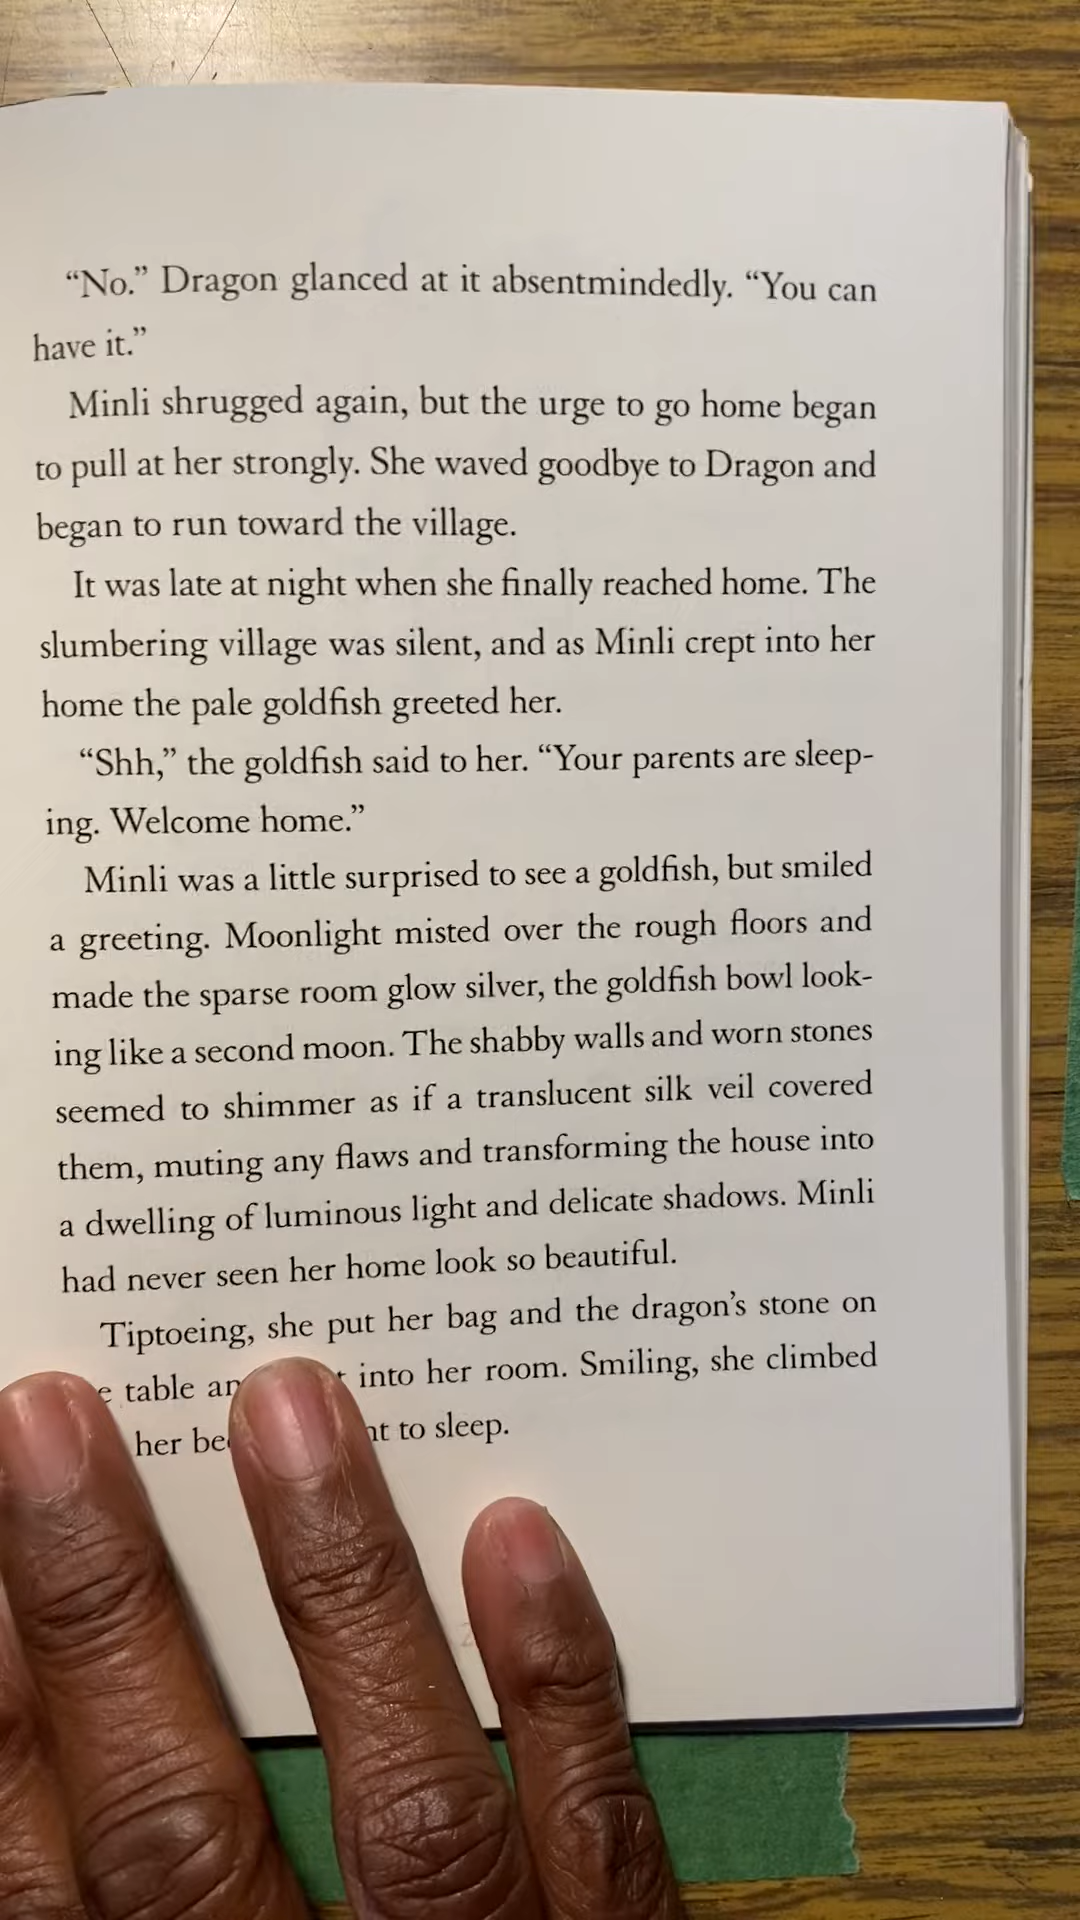 “No.” Dragon glanced at it absentmindedly. “You can
have it.”
Minli shrugged again, but the urge to go home began
to pull at her strongly. She waved goodbye to Dragon and
began to run toward the village.
It was late at night when she finally reached home. The
slumbering village was silent, and as Minli crept into her
home the pale goldfish greeted her.
“Shh,” the goldfish said to her. “Your parents are sleep-
ing. Welcome home.”
Minli was a little surprised to see a goldfish, but smiled
a greeting. Moonlight misted over the rough floors and
made the sparse room glow silver, the goldfish bowl look-
ing like a second moon. The shabby walls and worn stones
seemed to shimmer as if a translucent silk veil covered
them, muting any flaws and transforming the house into
a dwelling of luminous light and delicate shadows. Minli
had never seen her home look so beautiful.
Tiptoeing, she put her bag and the dragon’s stone on
table into her room. Smiling, she climbed
her to sleep.